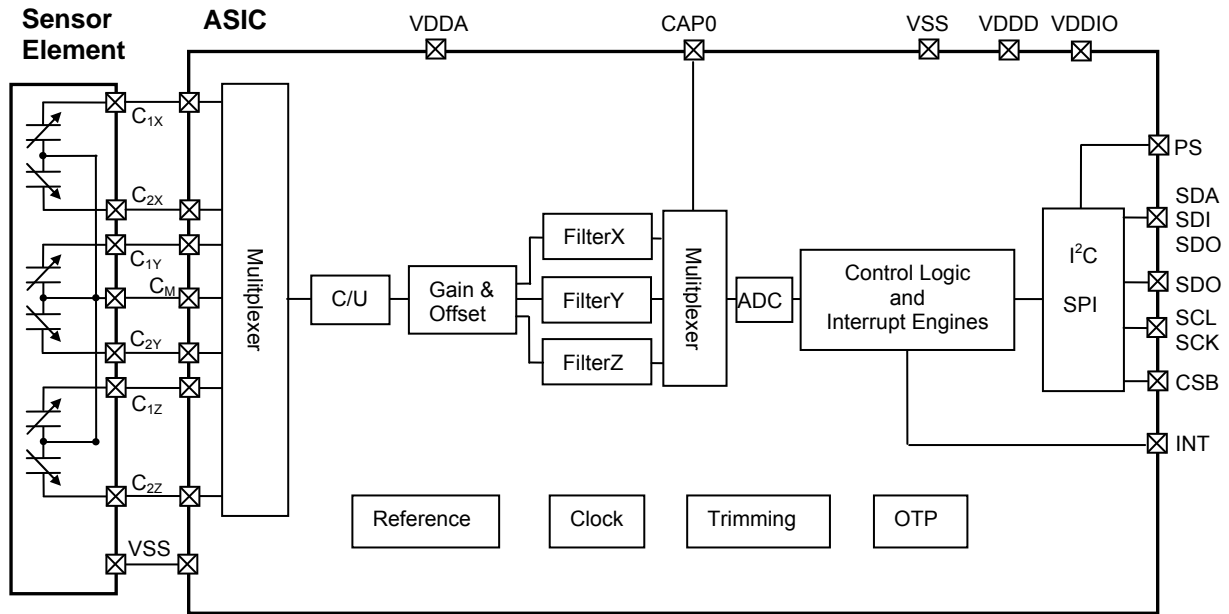 Sensor
Element
ASIC
VDDA
CAP0
VSS
VDDD
VDDIO
C1X
C2X
C1Y
CM
C2Y
C1Z
C2Z
VSS
Mulitplexer
C/U
Gain &
Offset
FilterX
FilterY
FilterZ
Mulitplexer
ADC
Control Logic
and
Interrupt Engines
I²C
SPI
PS
SDA
SDI
SDO
SDO
SCL
SCK
CSB
INT
Reference
Clock
Trimming
OTP